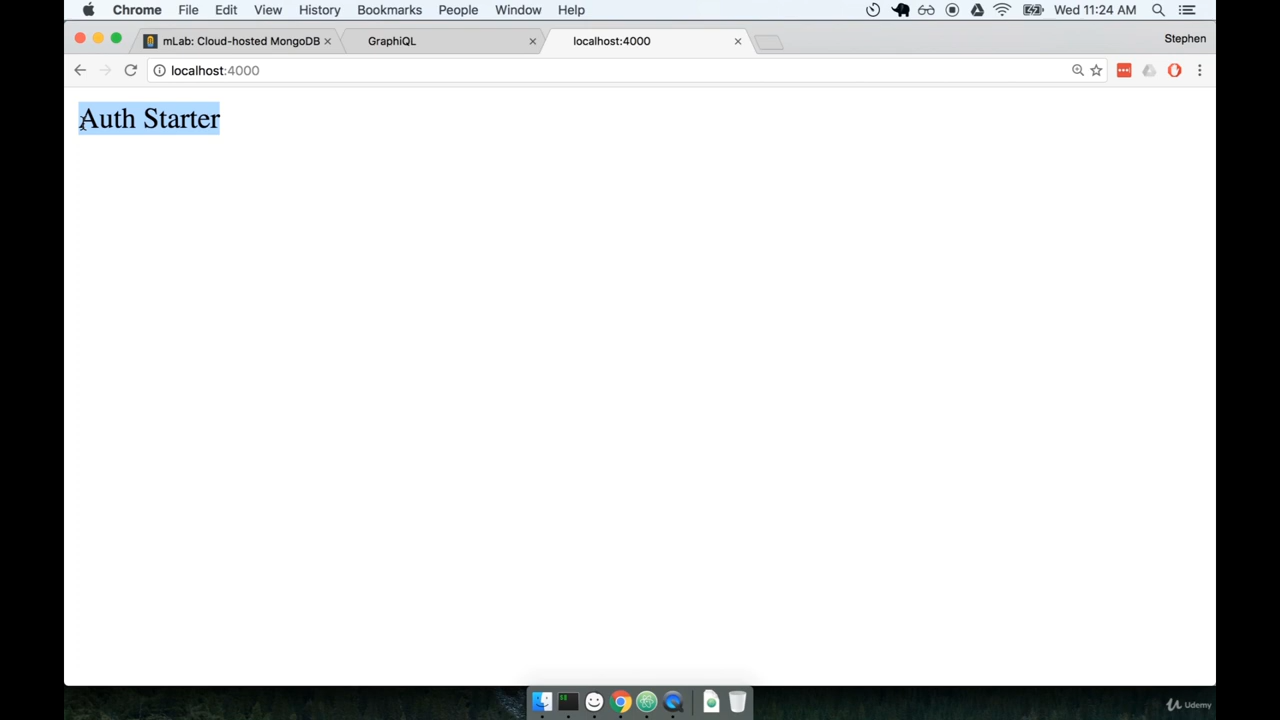 Chrome File Edit View History Bookmarks People Window Help Wed 11:24 AM
mLab: Cloud-hosted MongoDB GraphiQL localhost:4000 Stephen
localhost:4000
Auth Starter
Udemy